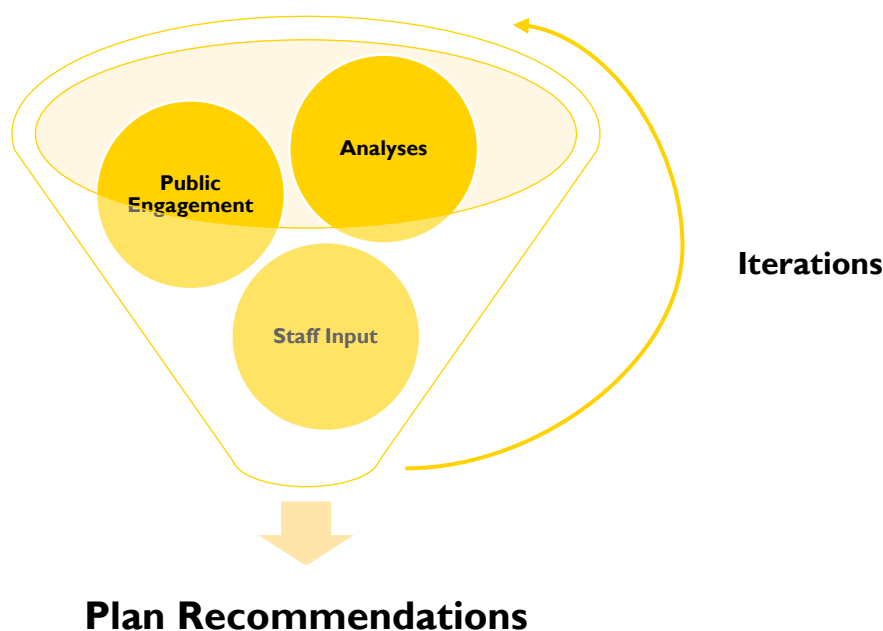 Analyses
Public
Engagement
Iterations
Staff Input
Plan Recommendations